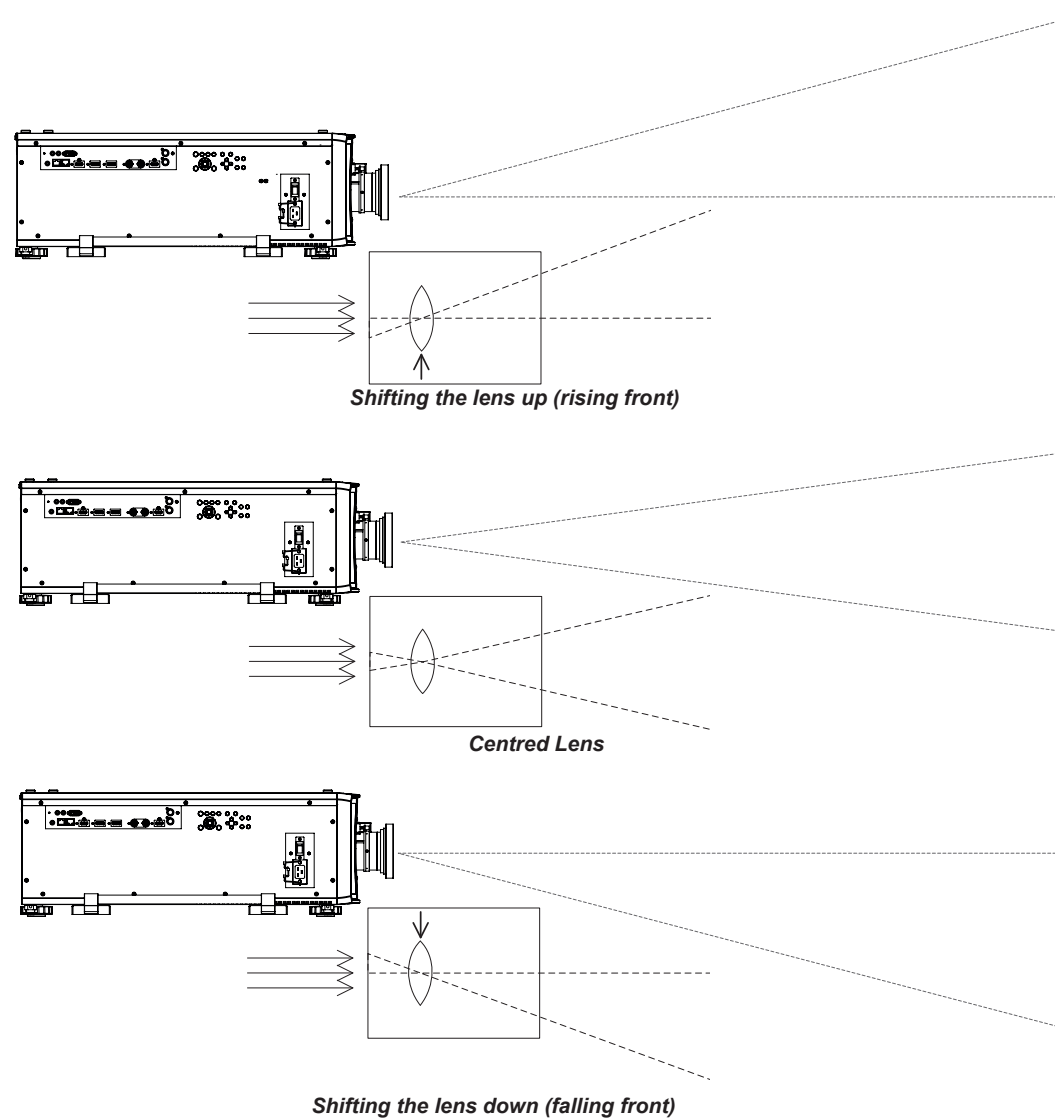 Shifting the lens up (rising front)
Centred Lens
Shifting the lens down (falling front)